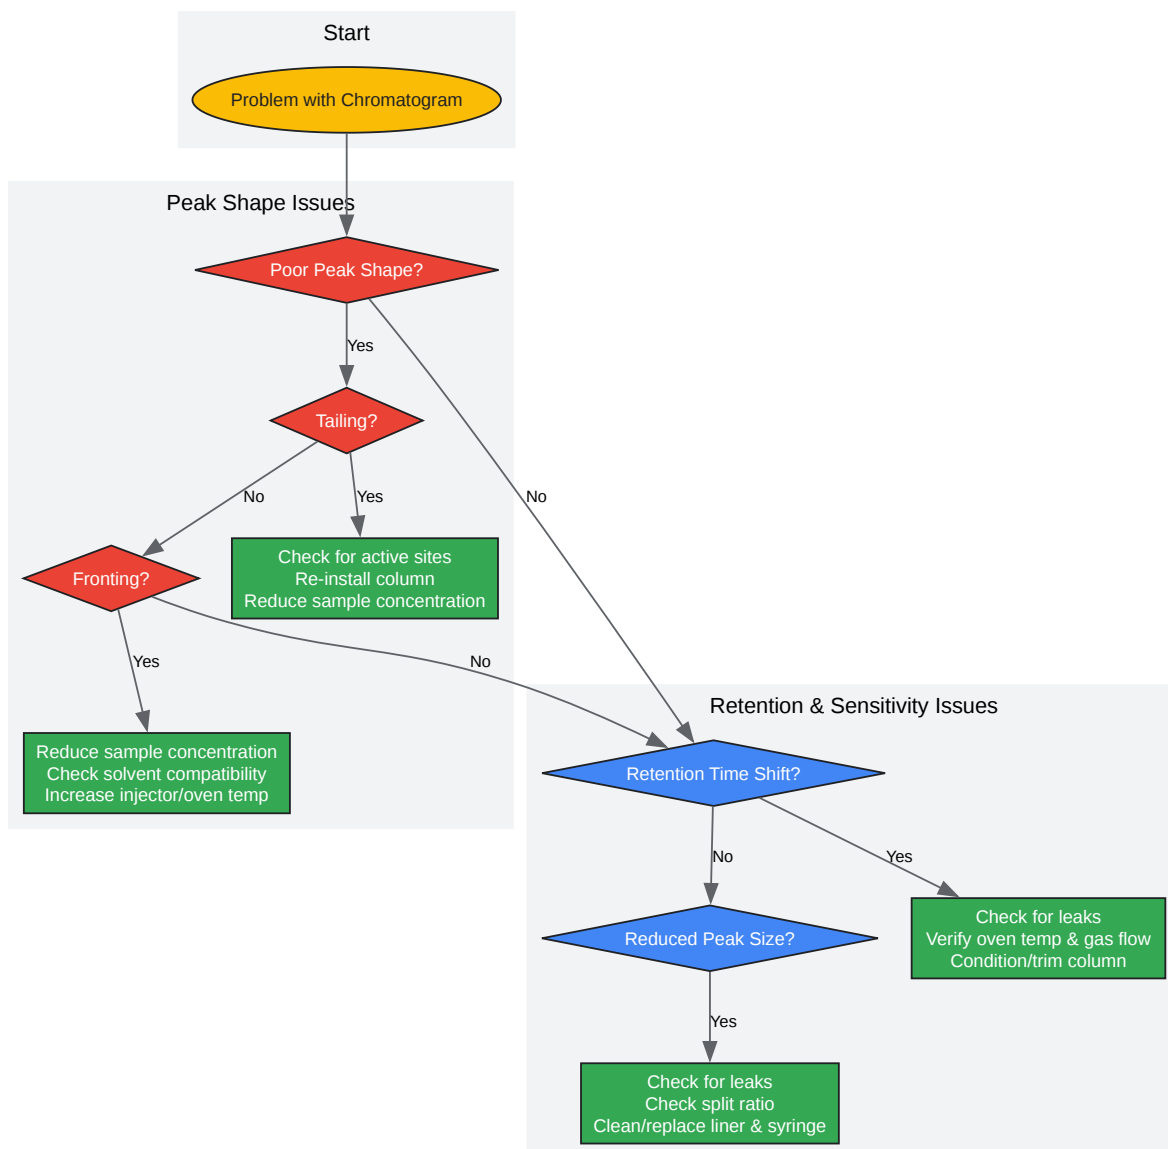 Start
Problem with Chromatogram
Peak Shape Issues
Poor Peak Shape?
Yes
Tailing?
No
Yes
No
Fronting?
Check for active sites
Re-install column
Reduce sample concentration
Yes
No
Reduce sample concentration
Check solvent compatibility
Increase injector/oven temp
Retention & Sensitivity Issues
Retention Time Shift?
No
Yes
Reduced Peak Size?
Check for leaks
Verify oven temp & gas flow
Condition/trim column
Yes
Check for leaks
Check split ratio
Clean/replace liner & syringe